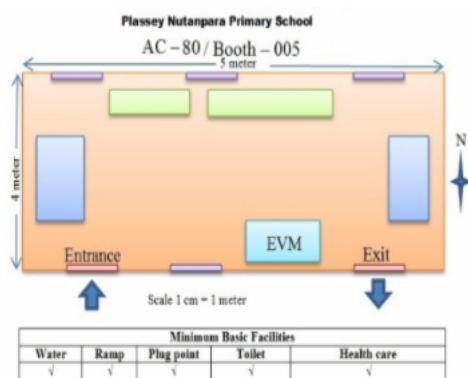 Plassey Nutanpara Primary School
AC – 80 / Booth – 005
5 meter
4 meter
N
EVM
Entrance
Exit
Scale 1 cm = 1 meter
Minimum Basic Facilities
Water Ramp Plug point Toilet Health care
√ √ √ √ √